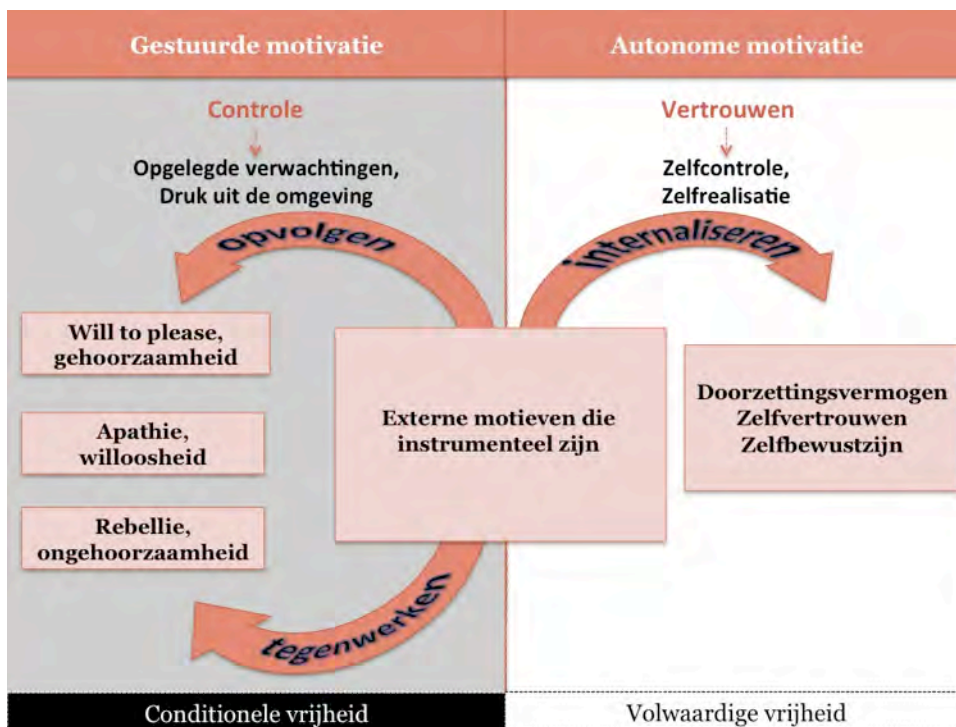 Gestuurde motivatie
Autonome motivatie
Controle
Opgelegde verwachtingen,
Druk uit de omgeving
Vertrouwen
Zelfcontrole,
Zelfrealisatie
opvolgen
internaliseren
Will to please,
gehoorzaamheid
Apathie,
willoosheid
Rebellie,
ongehoorzaamheid
Externe motieven die
instrumenteel zijn
Doorzettingsvermogen
Zelfvertrouwen
Zelfbewustzijn
tegenwerken
Conditionele vrijheid
Volwaardige vrijheid